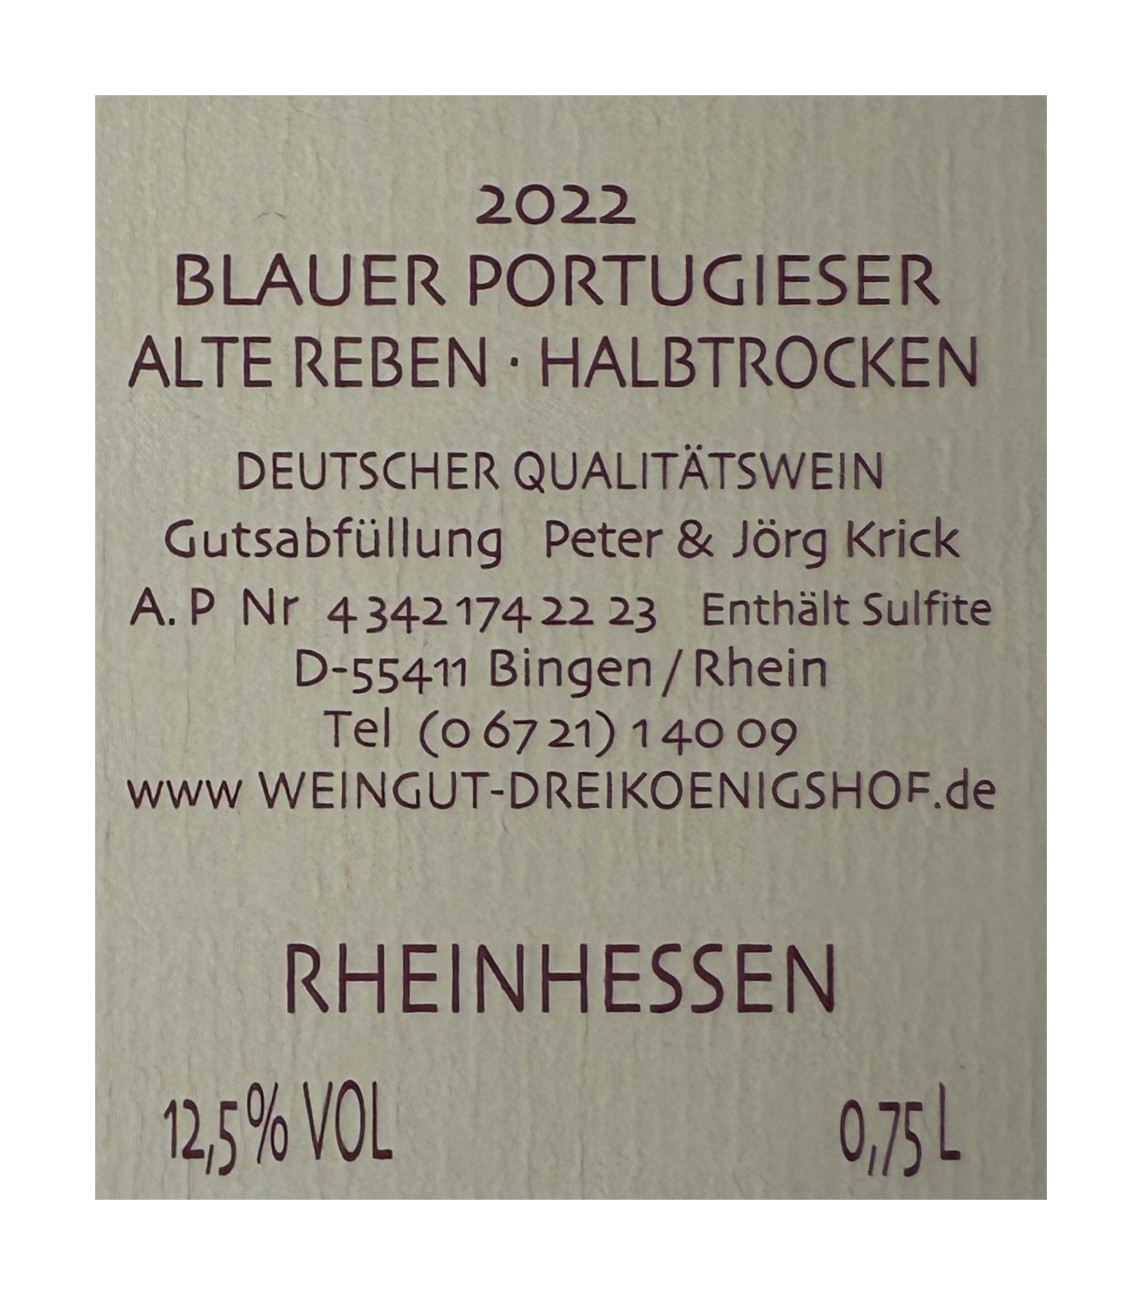 2022
BLAUER PORTUGIESER
ALTE REBEN · HALBTROCKEN
DEUTSCHER QUALITÄTSWEIN
Gutsabfüllung Peter & Jörg Krick
A. P Nr 4 342 174 22 23 Enthält Sulfite
D-55411 Bingen / Rhein
Tel (0 67 21) 1 40 09
www WEINGUT-DREIKOENIGSHOF.de
RHEINHESSEN
12,5% VOL 0,75 L